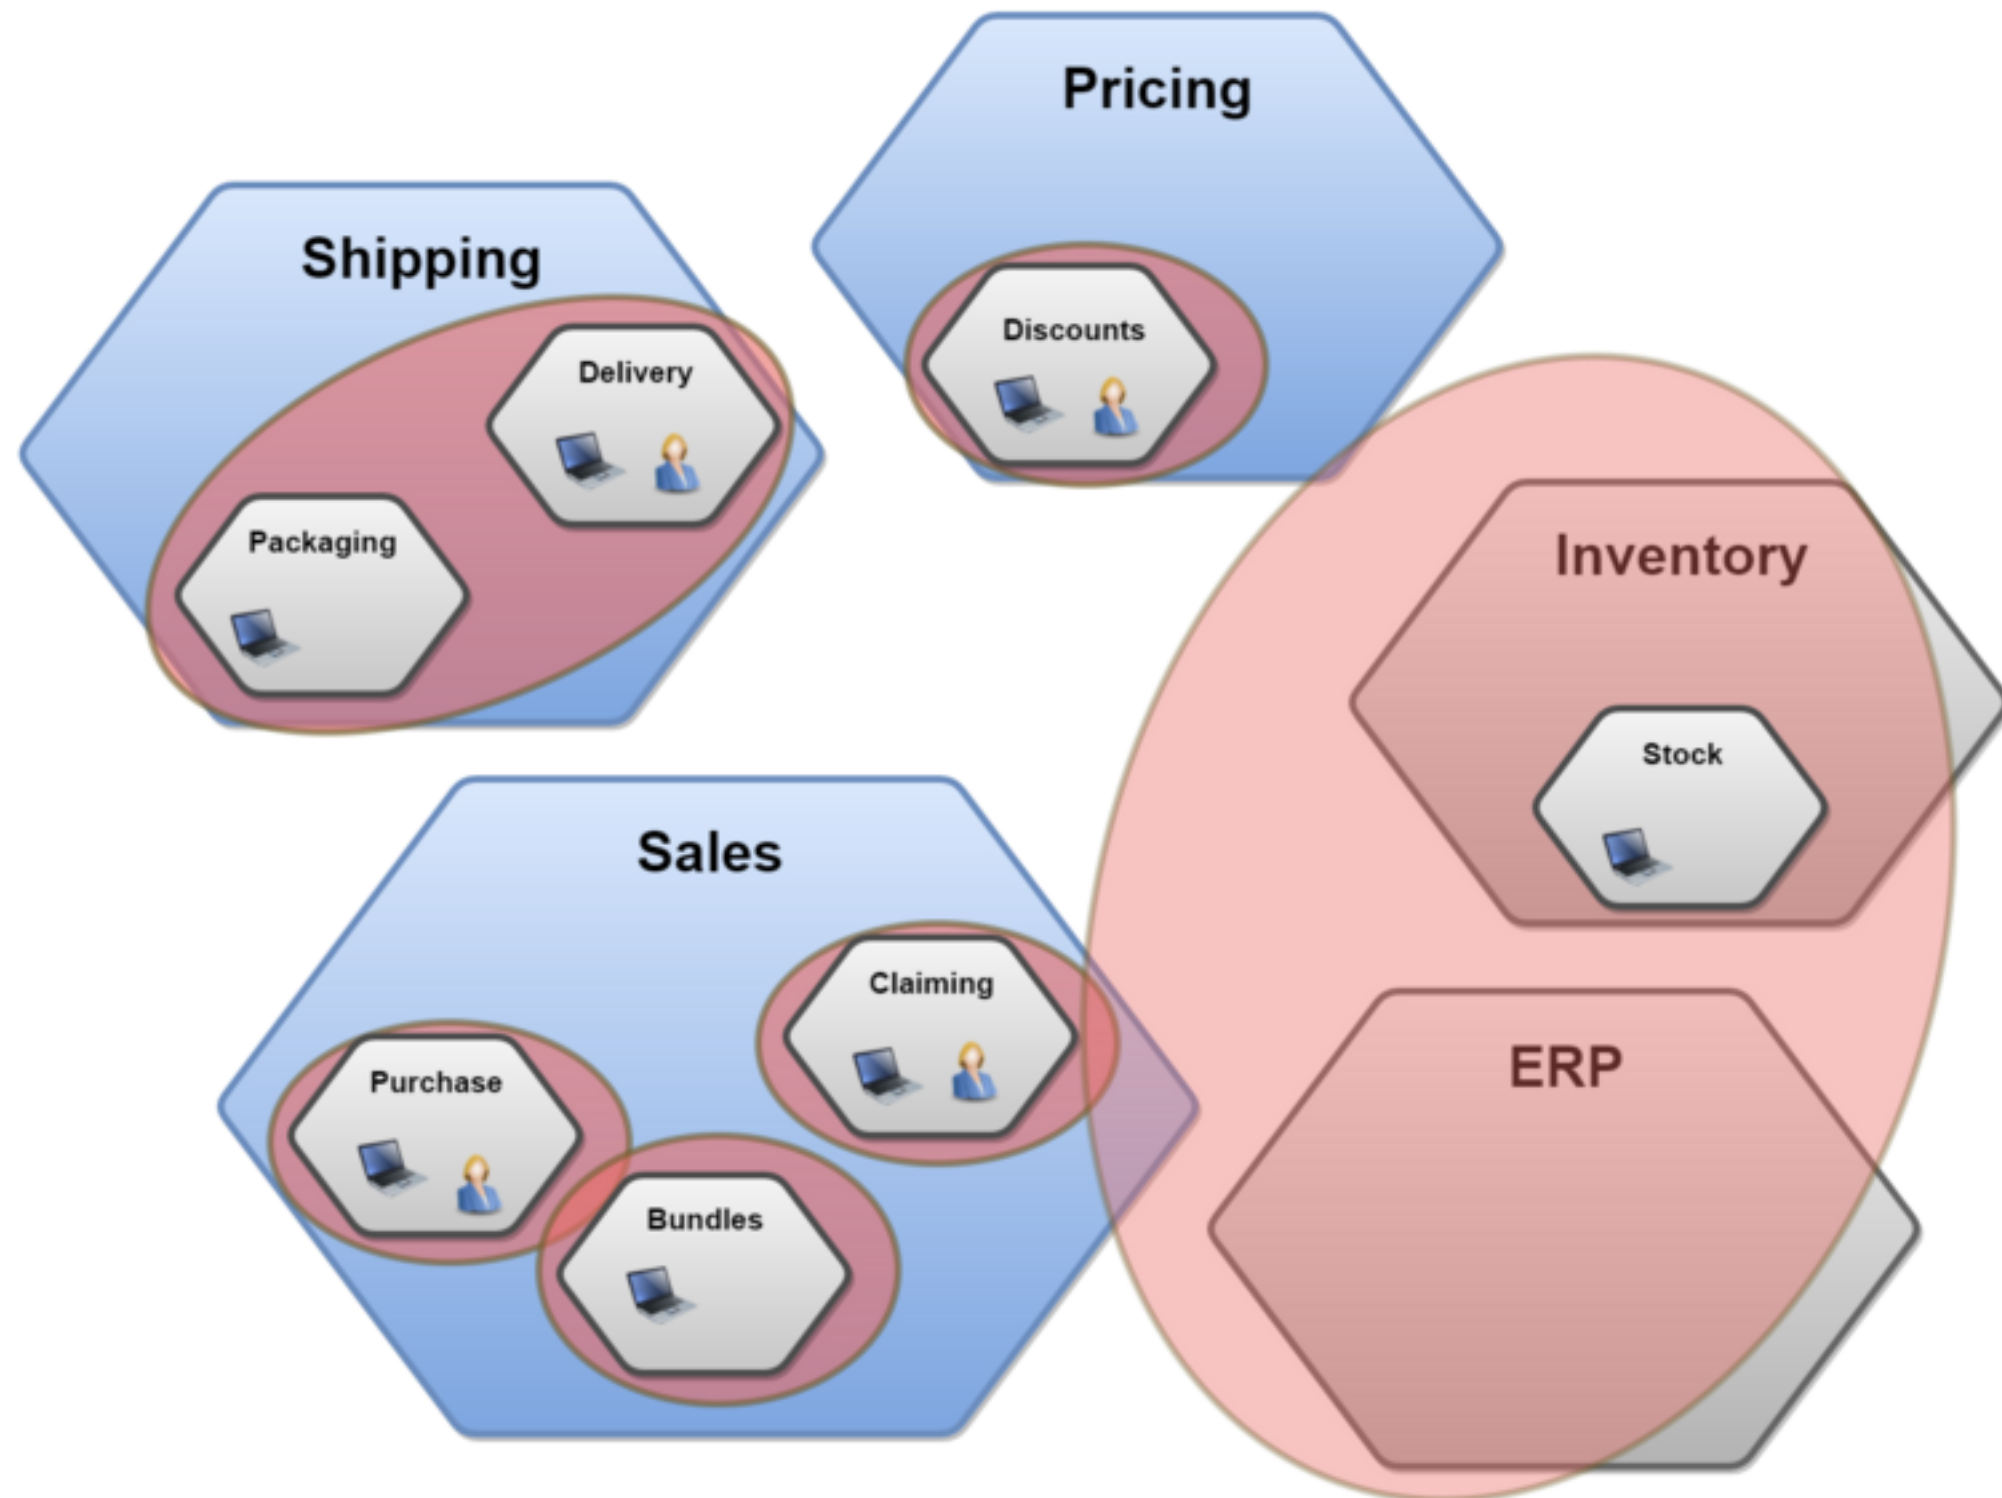 Pricing
Discounts
Shipping
Delivery
Packaging
Inventory
Stock
Sales
Claiming
Purchase
Bundles
ERP